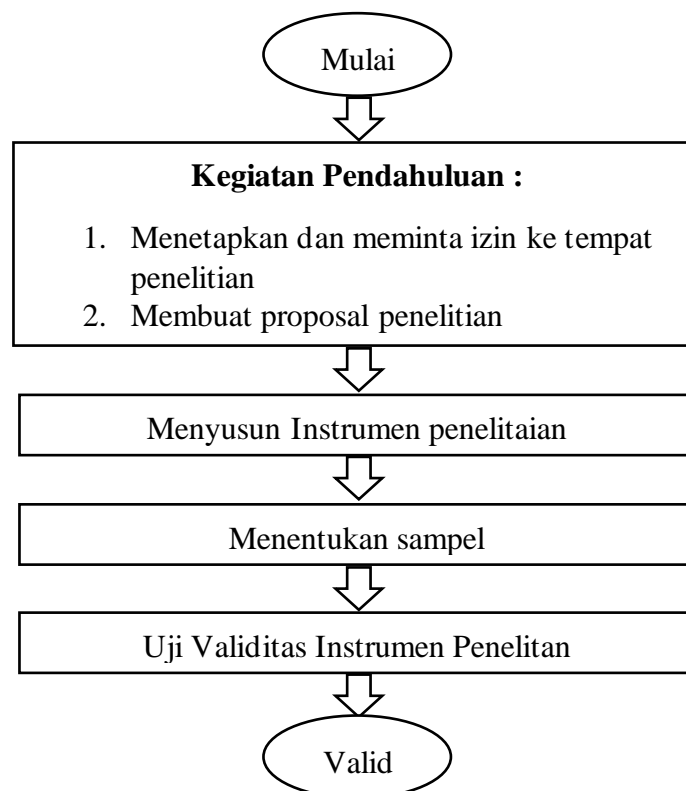 Mulai
Kegiatan Pendahuluan :
1. Menetapkan dan meminta izin ke tempat
penelitian
2. Membuat proposal penelitian
Menyusun Instrumen penelitaian
Menentukan sampel
Uji Validitas Instrumen Penelitan
Valid